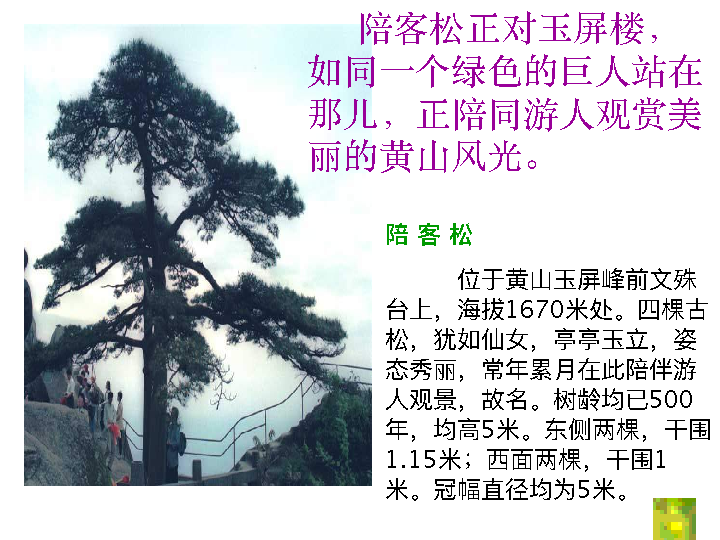 陪客松正对玉屏楼，
如同一个绿色的巨人站在
那儿，正陪同游人观赏美
丽的黄山风光。
陪 客 松
位于黄山玉屏峰前文殊
台上，海拔1670米处。四棵古
松，犹如仙女，亭亭玉立，姿
态秀丽，常年累月在此陪伴游
人观景，故名。树龄均已500
年，均高5米。东侧两棵，干围
1.15米；西面两棵，干围1
米。冠幅直径均为5米。